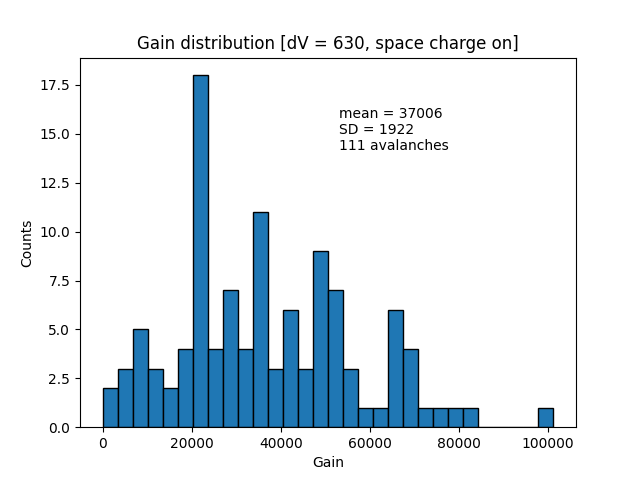 Gain distribution [dV = 630, space charge on]
mean = 37006
SD = 1922
111 avalanches
Counts
17.5
15.0
12.5
10.0
7.5
5.0
2.5
0.0
0 20000 40000 60000 80000 100000
Gain